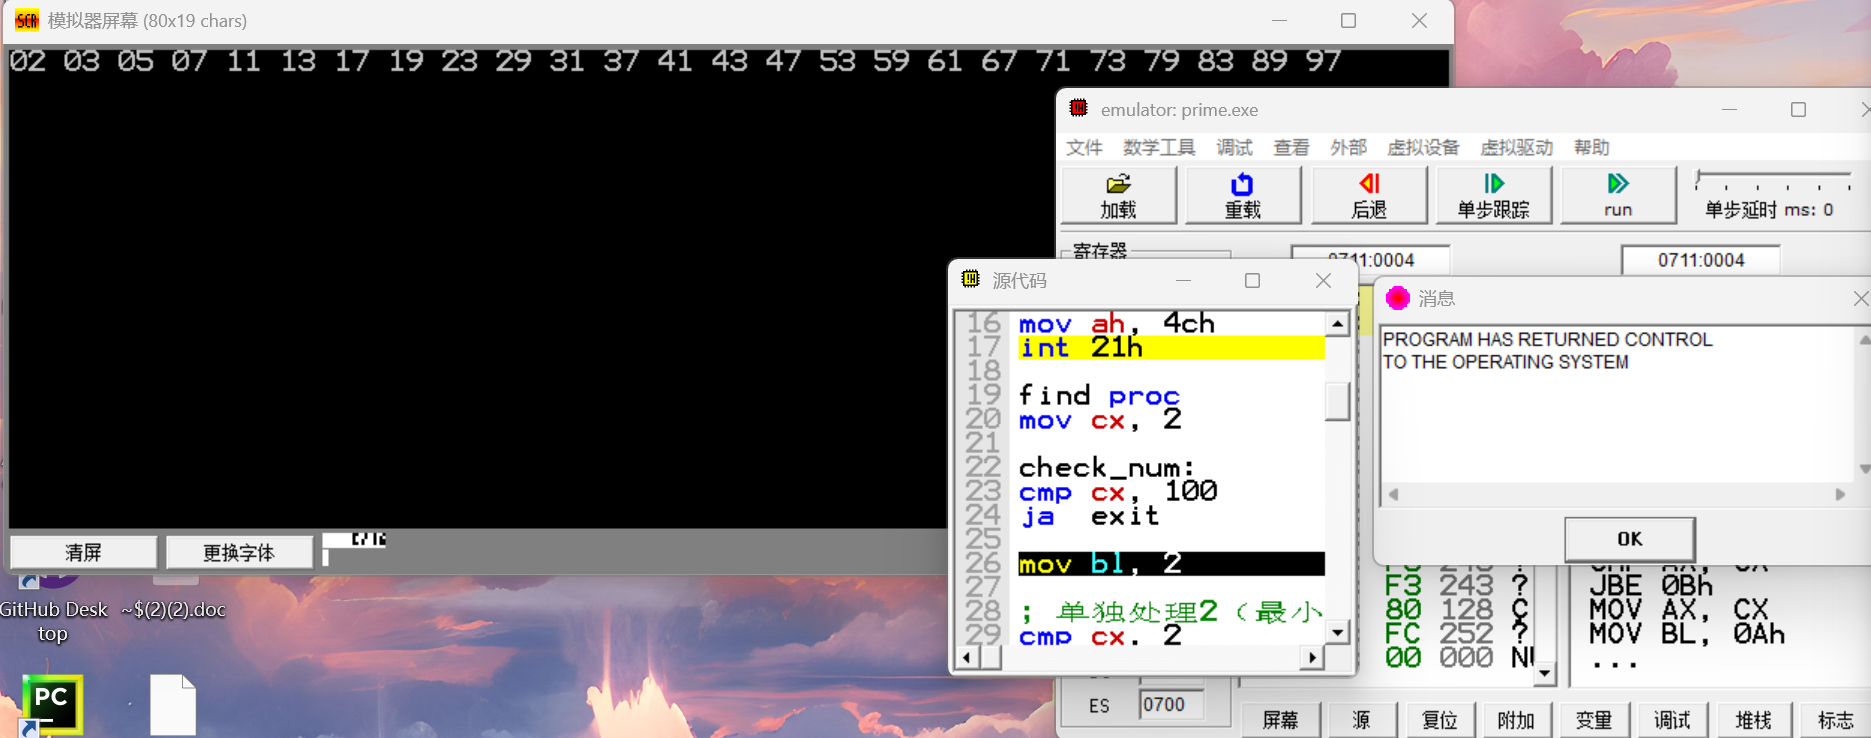 模拟器屏幕 (80x19 chars)
02 03 05 07 11 13 17 19 23 29 31 37 41 43 47 53 59 61 67 71 73 79 83 89 97
清屏
更换字体
emulator: prime.exe
文件 数学工具 调试 查看 外部 虚拟设备 虚拟驱动 帮助
加载
重载
后退
单步跟踪
run
单步延时 ms: 0
寄存器
0711:0004
0711:0004
源代码
16 mov ah, 4ch
17 int 21h
18
19 find proc
20 mov cx, 2
21
22 check_num:
23 cmp cx, 100
24 ja exit
25
26 mov bl, 2
27
28 ; 单独处理2（最小
29 cmp cx, 2
消息
PROGRAM HAS RETURNED CONTROL
TO THE OPERATING SYSTEM
OK
F3 243 ?
80 128 Ç
FC 252 ?
00 000 NU
JBE 0Bh
MOV AX, CX
MOV BL, 0Ah
...
ES 0700
屏幕
源
复位
附加
变量
调试
堆栈
标志
GitHub Desk
top
~$(2)(2).doc
PC